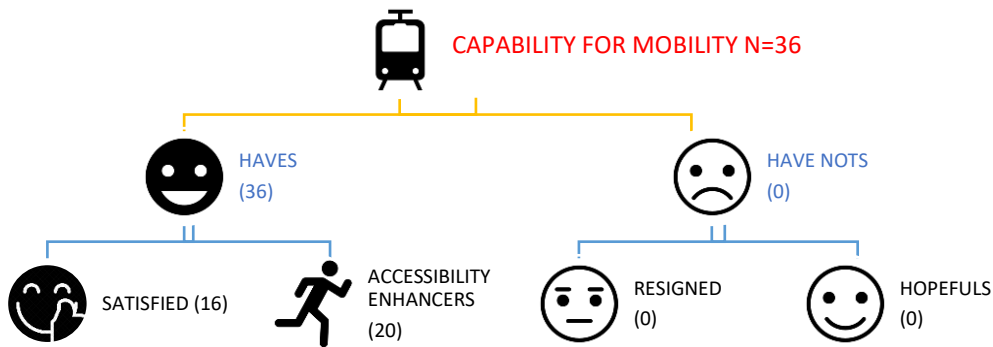 CAPABILITY FOR MOBILITY N=36
HAVES
(36)
HAVE NOTS
(0)
SATISFIED (16)
ACCESSIBILITY
ENHANCERS
(20)
RESIGNED
(0)
HOPEFULS
(0)